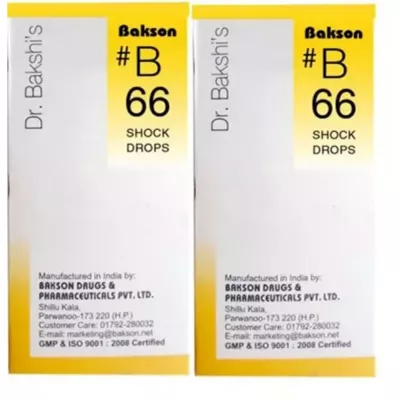 Dr. Bakshi's
Bakson
#B
66
SHOCK
DROPS
Manufactured in India by:
BAKSON DRUGS &
PHARMACEUTICALS PVT. LTD.
Shillu Kala,
Parwanoo-173 220 (H.P.)
Customer Care: 01792-280032
E-mail: marketing@bakson.net
GMP & ISO 9001 : 2008 Certified
Dr. Bakshi's
Bakson
#B
66
SHOCK
DROPS
Manufactured in India by:
BAKSON DRUGS &
PHARMACEUTICALS PVT. LTD.
Shillu Kala,
Parwanoo-173 220 (H.P.)
Customer Care: 01792-280032
E-mail: marketing@bakson.net
GMP & ISO 9001 : 2008 Certified